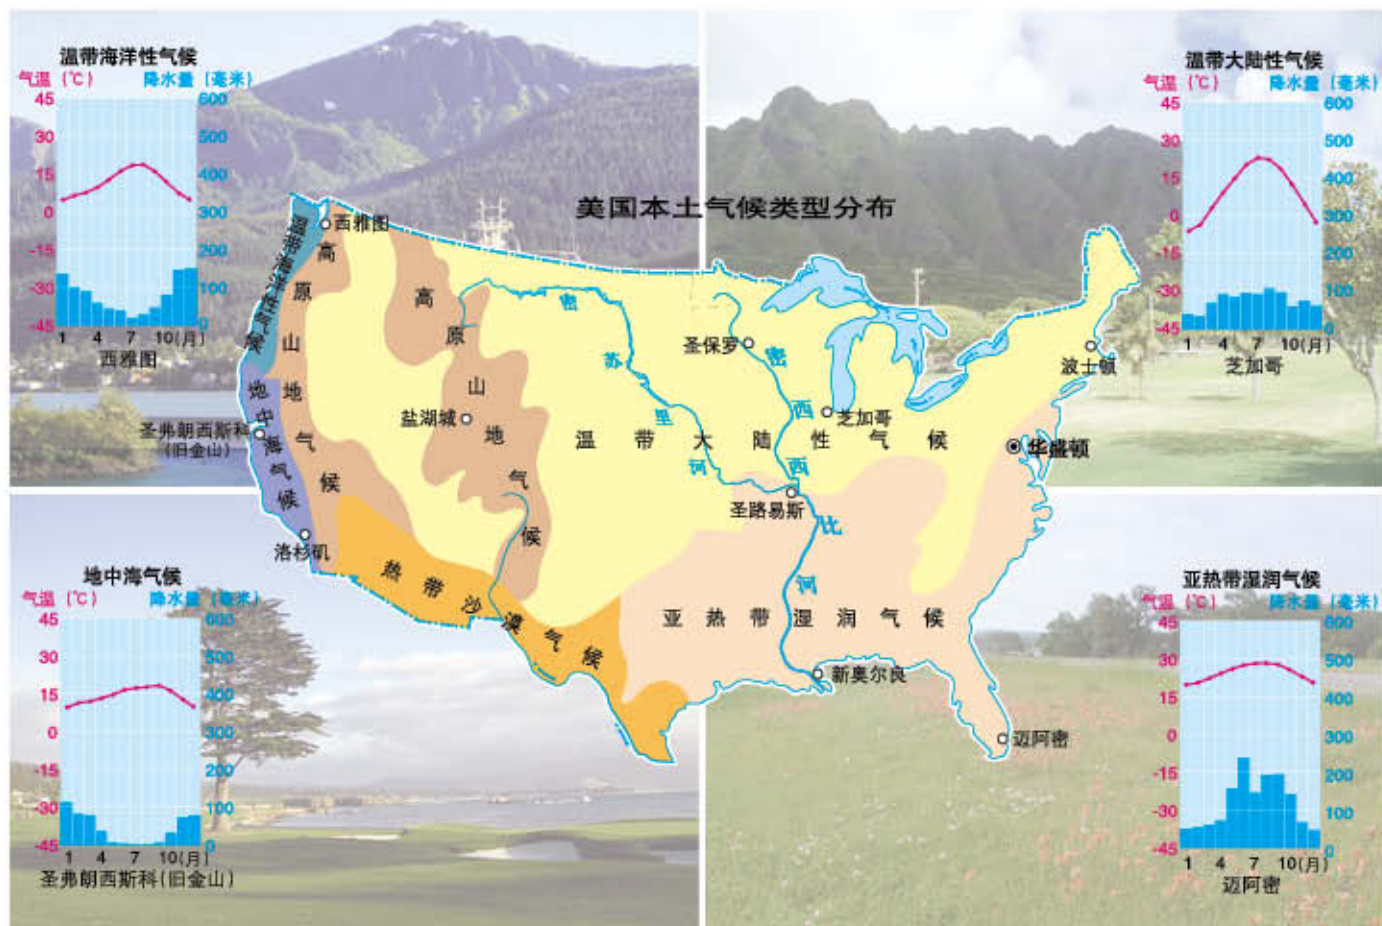 温带海洋性气候
气温（℃） 降水量（毫米）
45 600
30 500
15 400
0 300
-15 200
-30 100
-45 0
1 4 7 10(月)
西雅图
温带大陆性气候
气温（℃） 降水量（毫米）
45 600
30 500
15 400
0 300
-15 200
-30 100
-45 0
1 4 7 10(月)
芝加哥
美国本土气候类型分布
西雅图
温带海洋性气候
高原山地气候
高原山地气候
密苏里河
圣保罗
密西西比河
波士顿
盐湖城
芝加哥
温带大陆性气候
华盛顿
圣弗朗西斯科
(旧金山)
地中海气候
圣路易斯
洛杉矶
热带沙漠气候
亚热带湿润气候
新奥尔良
迈阿密
地中海气候
气温（℃） 降水量（毫米）
45 600
30 500
15 400
0 300
-15 200
-30 100
-45 0
1 4 7 10(月)
圣弗朗西斯科(旧金山)
亚热带湿润气候
气温（℃） 降水量（毫米）
45 600
30 500
15 400
0 300
-15 200
-30 100
-45 0
1 4 7 10(月)
迈阿密